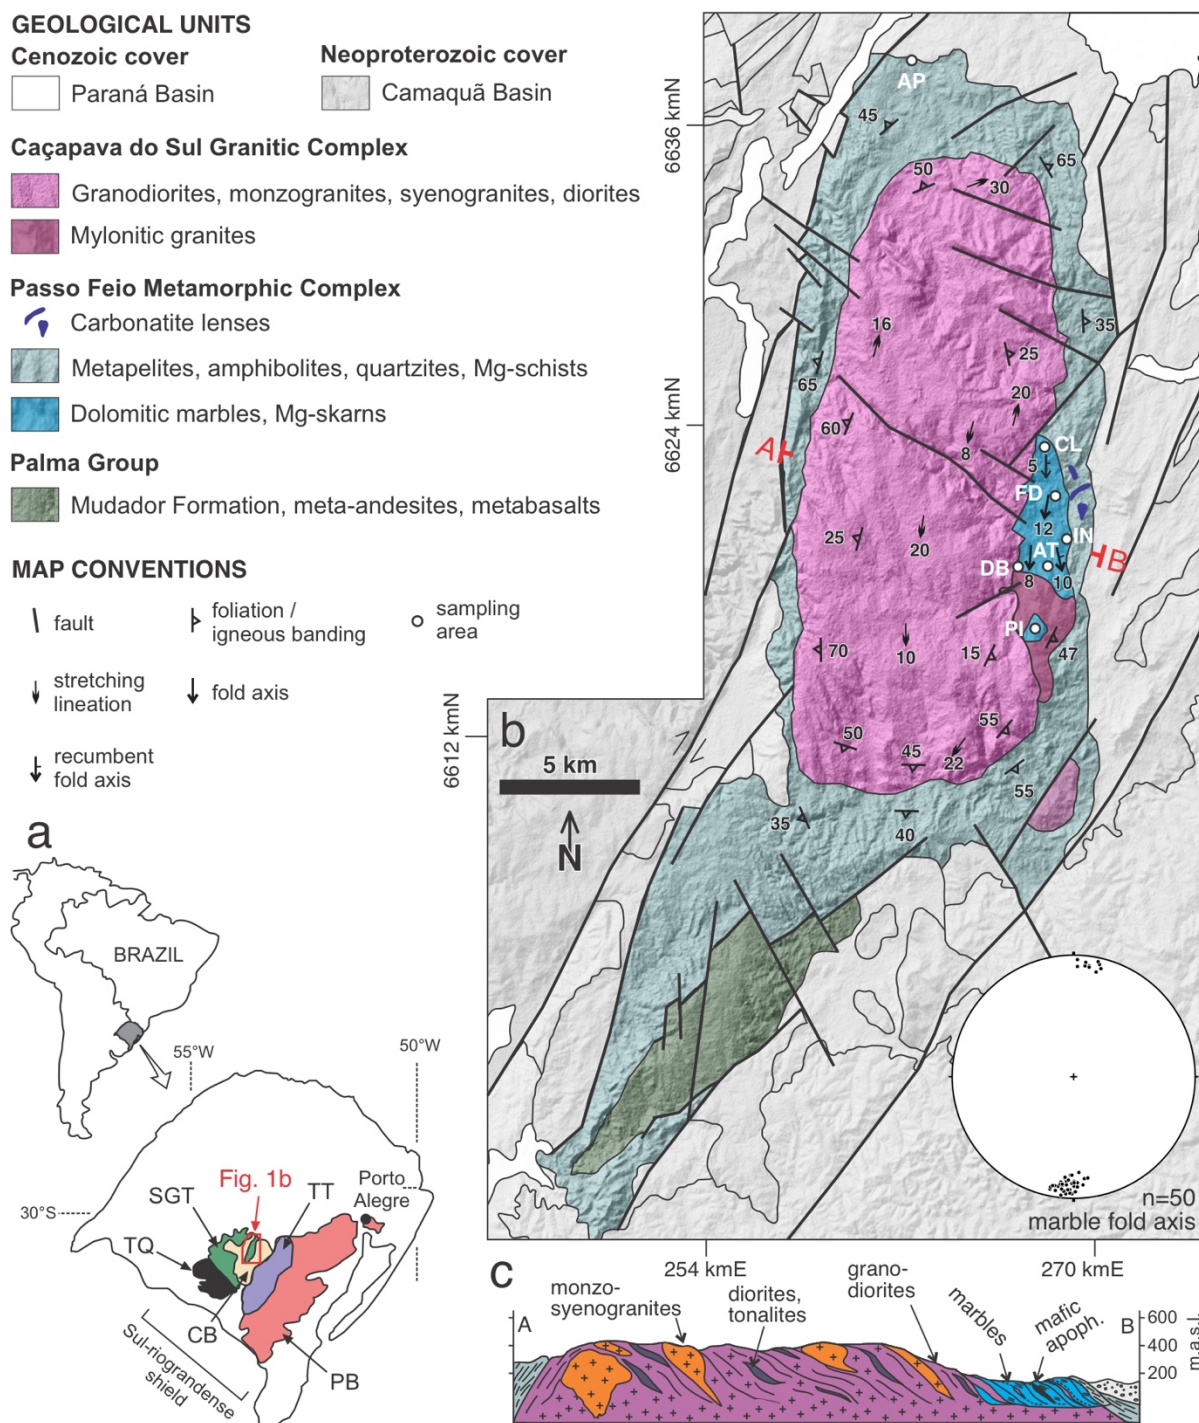 GEOLOGICAL UNITS
Cenozoic cover
Paraná Basin
Neoproterozoic cover
Camaquã Basin
Caçapava do Sul Granitic Complex
Granodiorites, monzogranites, syenogranites, diorites
Mylonitic granites
Passo Feio Metamorphic Complex
Carbonatite lenses
Metapelites, amphibolites, quartzites, Mg-schists
Dolomitic marbles, Mg-skarns
Palma Group
Mudador Formation, meta-andesites, metabasalts
MAP CONVENTIONS
fault
foliation /
igneous banding
sampling
area
stretching
lineation
fold axis
recumbent
fold axis
a
BRAZIL
55°W
50°W
30°S
Fig. 1b
SGT
TT
Porto
Alegre
TQ
CB
PB
Sul-riograndense
shield
b
5 km
N
6636 kmN
6624 kmN
6612 kmN
AP
45
65
50
30
35
16
25
65
20
60
8
A
CL
5
FD
12
IN
25
20
AT
B
DB
8
10
PI
70
10
15
47
50
45
55
22
55
35
40
n=50
marble fold axis
254 kmE
270 kmE
c
monzo-
syenogranites
diorites,
tonalites
grano-
diorites
marbles
mafic
apoph.
A
B
600
400
200
m.a.s.l.